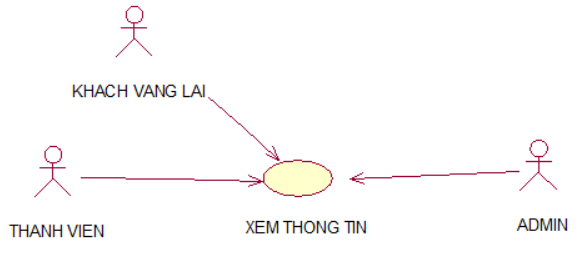 KHACH VANG LAI
THANH VIEN
XEM THONG TIN
ADMIN